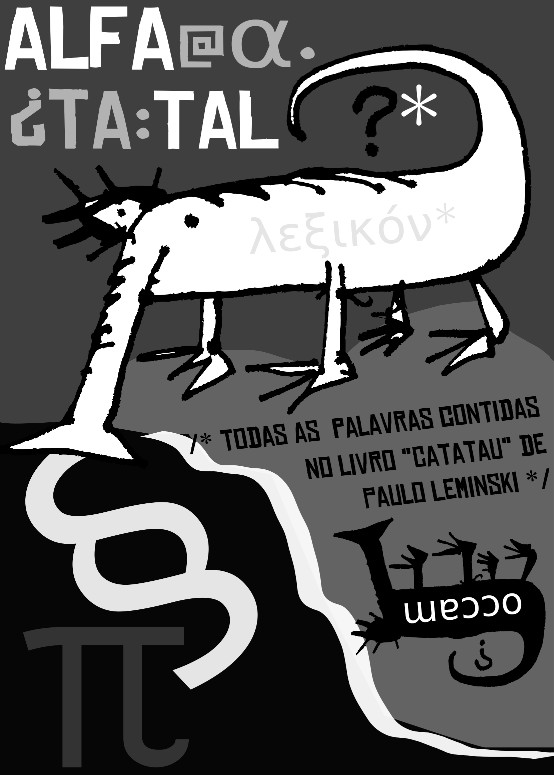 ALFA@α.
¿TA:TAL
?*
λεξικόν*
/* TODAS AS PALAVRAS CONTIDAS
NO LIVRO "CATATAU" DE
PAULO LEMINSKI */
§
occam
?
π